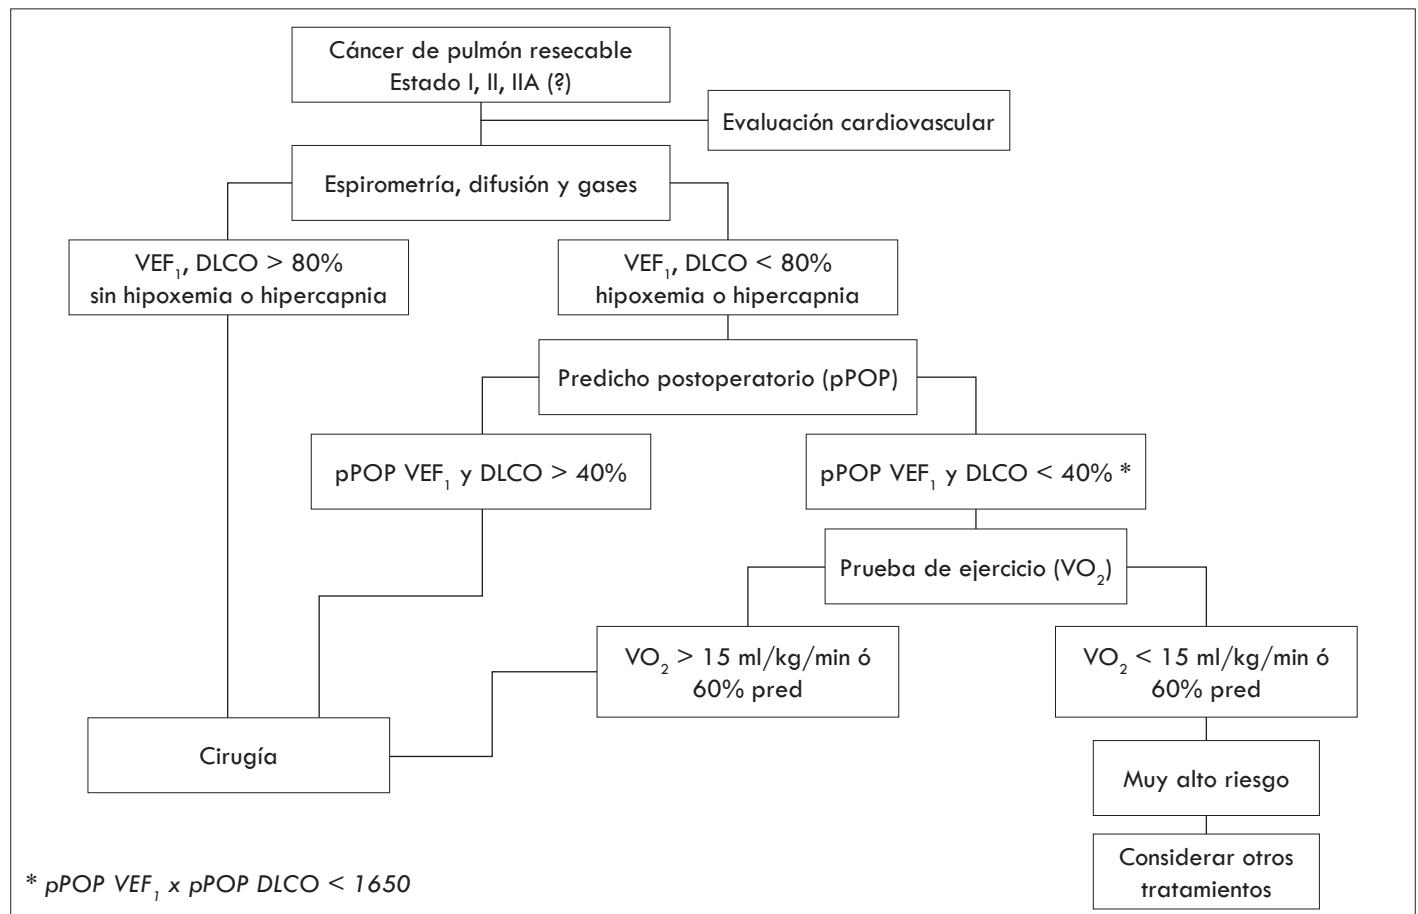 Cáncer de pulmón resecable
Estado I, II, IIA (?)
Evaluación cardiovascular
Espirometría, difusión y gases
VEF₁, DLCO > 80%
sin hipoxemia o hipercapnia
VEF₁, DLCO < 80%
hipoxemia o hipercapnia
Predicho postoperatorio (pPOP)
pPOP VEF₁ y DLCO > 40%
pPOP VEF₁ y DLCO < 40% *
Prueba de ejercicio (VO₂)
VO₂ > 15 ml/kg/min ó
60% pred
VO₂ < 15 ml/kg/min ó
60% pred
Cirugía
Muy alto riesgo
Considerar otros
tratamientos
* pPOP VEF₁ x pPOP DLCO < 1650